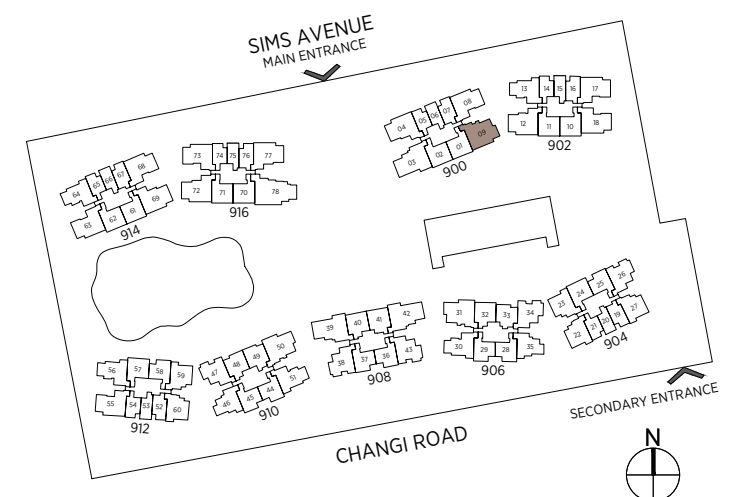 SIMS AVENUE
MAIN ENTRANCE
13 14 15 16 17
12 11 10 18
902
04 05 06 07 08
03 02 01 09
900
73 74 75 76 77
72 71 70 78
916
64 65 66 67 68
63 62 61 69
914
23 24 25 26
22 21 20 19 27
904
31 32 33 34
30 29 28 35
906
39 40 41 42
38 37 36 43
908
47 48 49 50
46 45 44 51
910
56 57 58 59
55 54 53 52 60
912
SECONDARY ENTRANCE
CHANGI ROAD
N